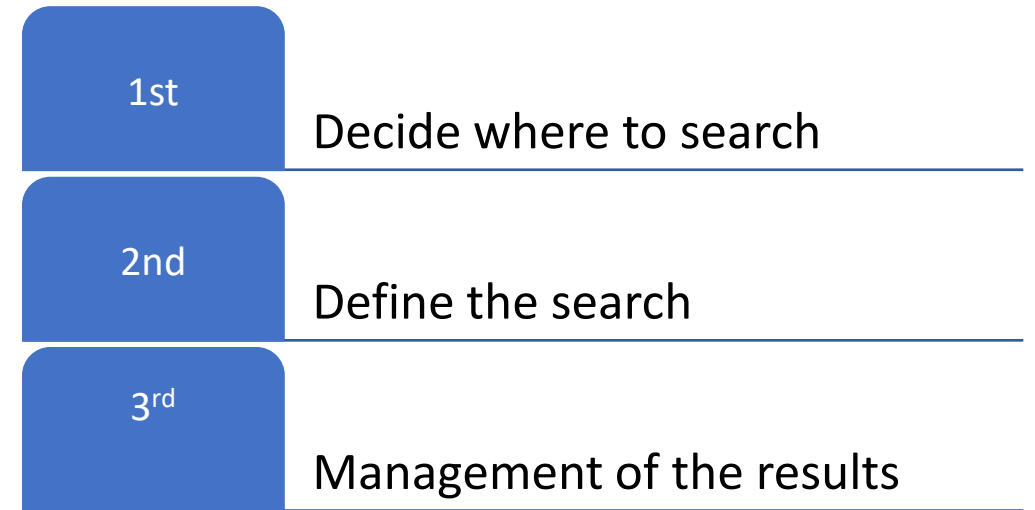 1st
Decide where to search
2nd
Define the search
3rd
Management of the results